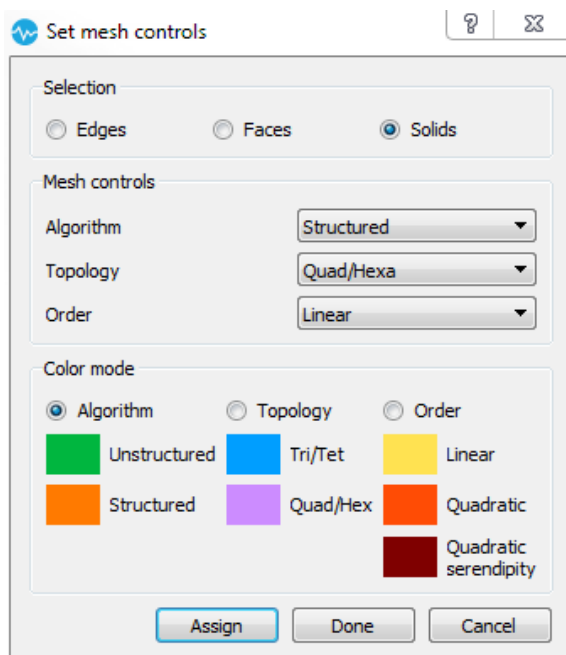 Set mesh controls ?
Selection
Edges Faces Solids
Mesh controls
Algorithm Structured
Topology Quad/Hexa
Order Linear
Color mode
Algorithm Topology Order
Unstructured Tri/Tet Linear
Structured Quad/Hex Quadratic
Quadratic
serendipity
Assign Done Cancel